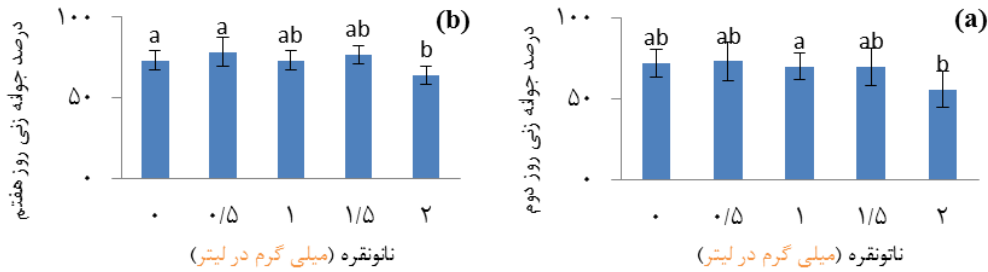 (b)
درصد جوانه زنی روز هفتم
۱۰۰
۵۰
۰
a a ab ab b
۰ ۰/۵ ۱ ۱/۵ ۲
نانونقره (میلی گرم در لیتر)
(a)
درصد جوانه زنی روز دوم
۱۰۰
۵۰
۰
ab ab a ab b
۰ ۰/۵ ۱ ۱/۵ ۲
ناتونقره (میلی گرم در لیتر)